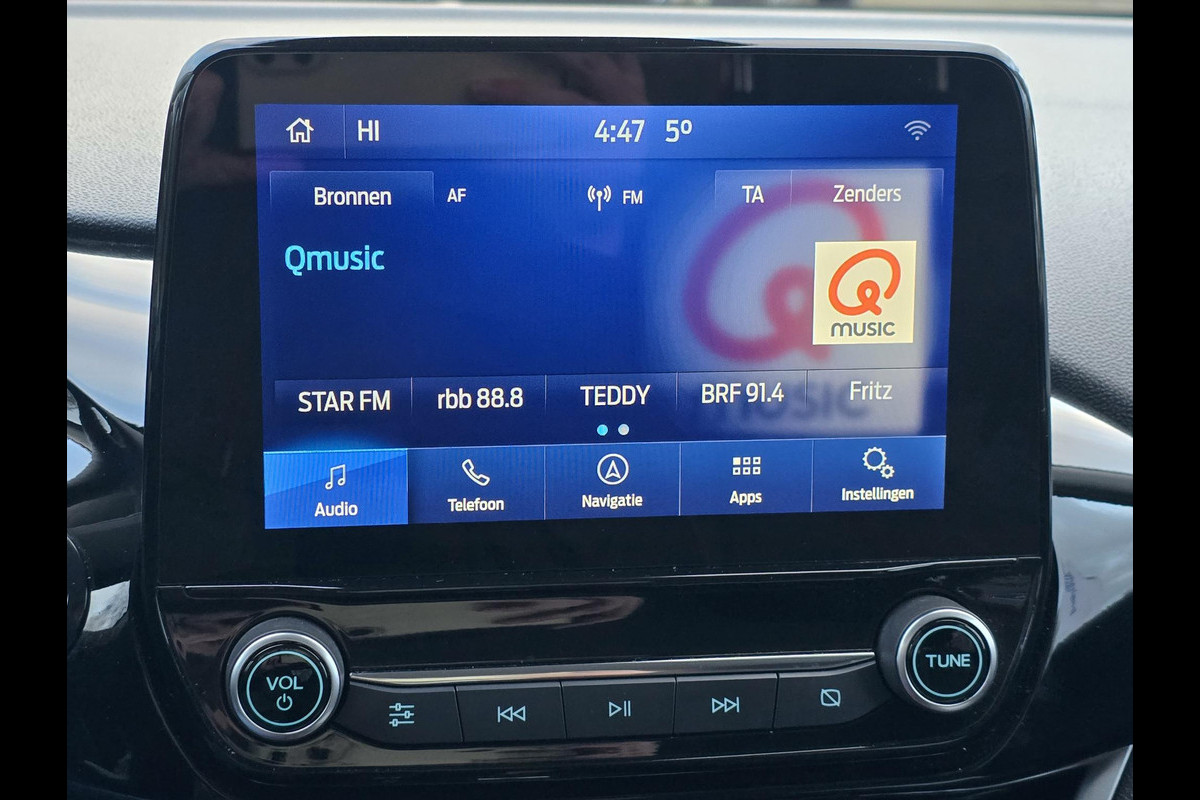 HI 4:47 5º
Bronnen AF FM TA Zenders
Qmusic
MUSIC
STAR FM rbb 88.8 TEDDY BRF 91.4 Fritz
Audio Telefoon Navigatie Apps Instellingen
VOL TUNE